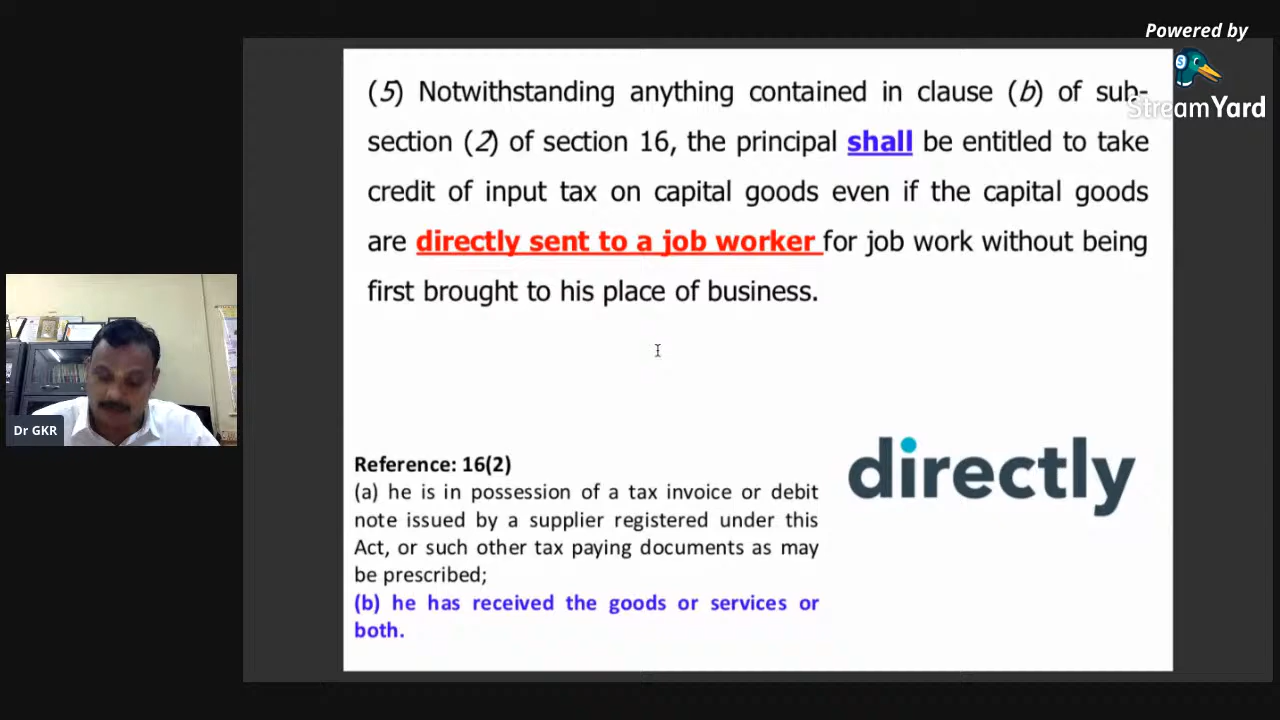 Powered by
StreamYard
(5) Notwithstanding anything contained in clause (b) of sub-
section (2) of section 16, the principal shall be entitled to take
credit of input tax on capital goods even if the capital goods
are directly sent to a job worker for job work without being
first brought to his place of business.
Dr GKR
Reference: 16(2)
(a) he is in possession of a tax invoice or debit
note issued by a supplier registered under this
Act, or such other tax paying documents as may
be prescribed;
(b) he has received the goods or services or
both.
directly